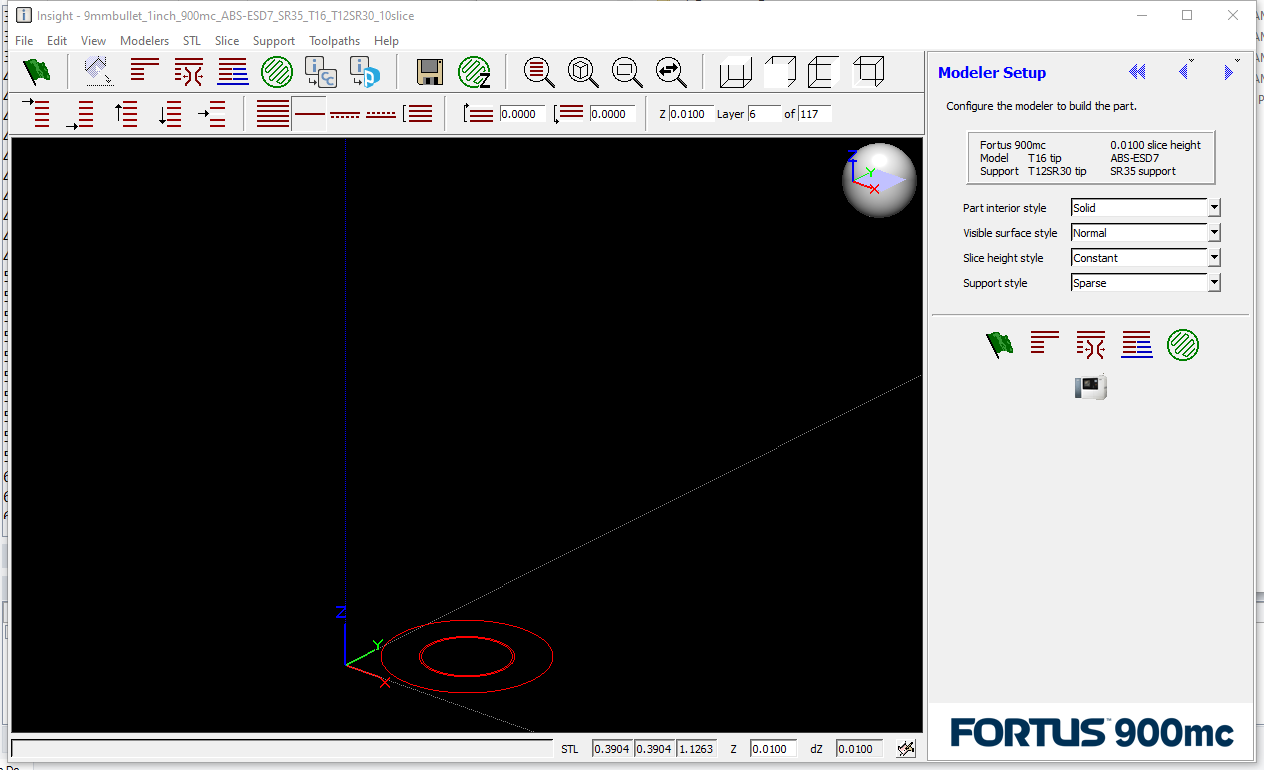 Insight - 9mmbullet_1inch_900mc_ABS-ESD7_SR35_T16_T12SR30_10slice
File Edit View Modelers STL Slice Support Toolpaths Help
0.0000 0.0000 Z 0.0100 Layer 6 of 117
Z
Y
X
Z
Y
X
STL 0.3904 0.3904 1.1263 Z 0.0100 dZ 0.0100
Modeler Setup
Configure the modeler to build the part.
Fortus 900mc 0.0100 slice height
Model T16 tip ABS-ESD7
Support T12SR30 tip SR35 support
Part interior style Solid
Visible surface style Normal
Slice height style Constant
Support style Sparse
FORTUS™ 900mc